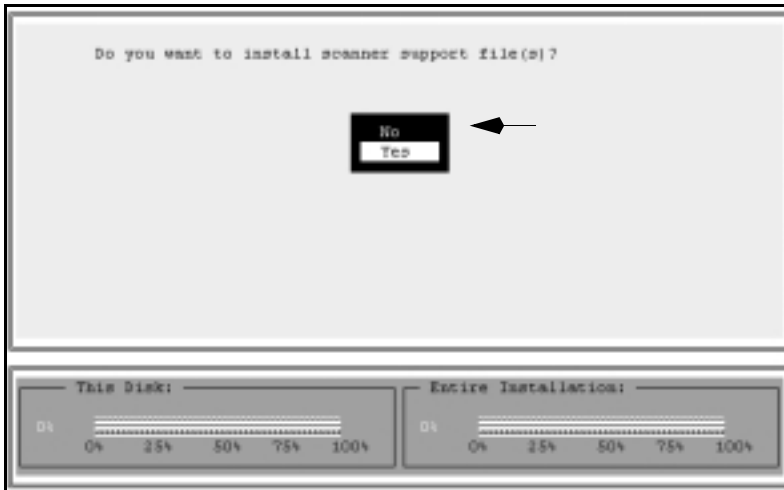 Do you want to install scanner support file(s)?
No
Yes
This Disk:
0%
0% 25% 50% 75% 100%
Entire Installation:
0%
0% 25% 50% 75% 100%